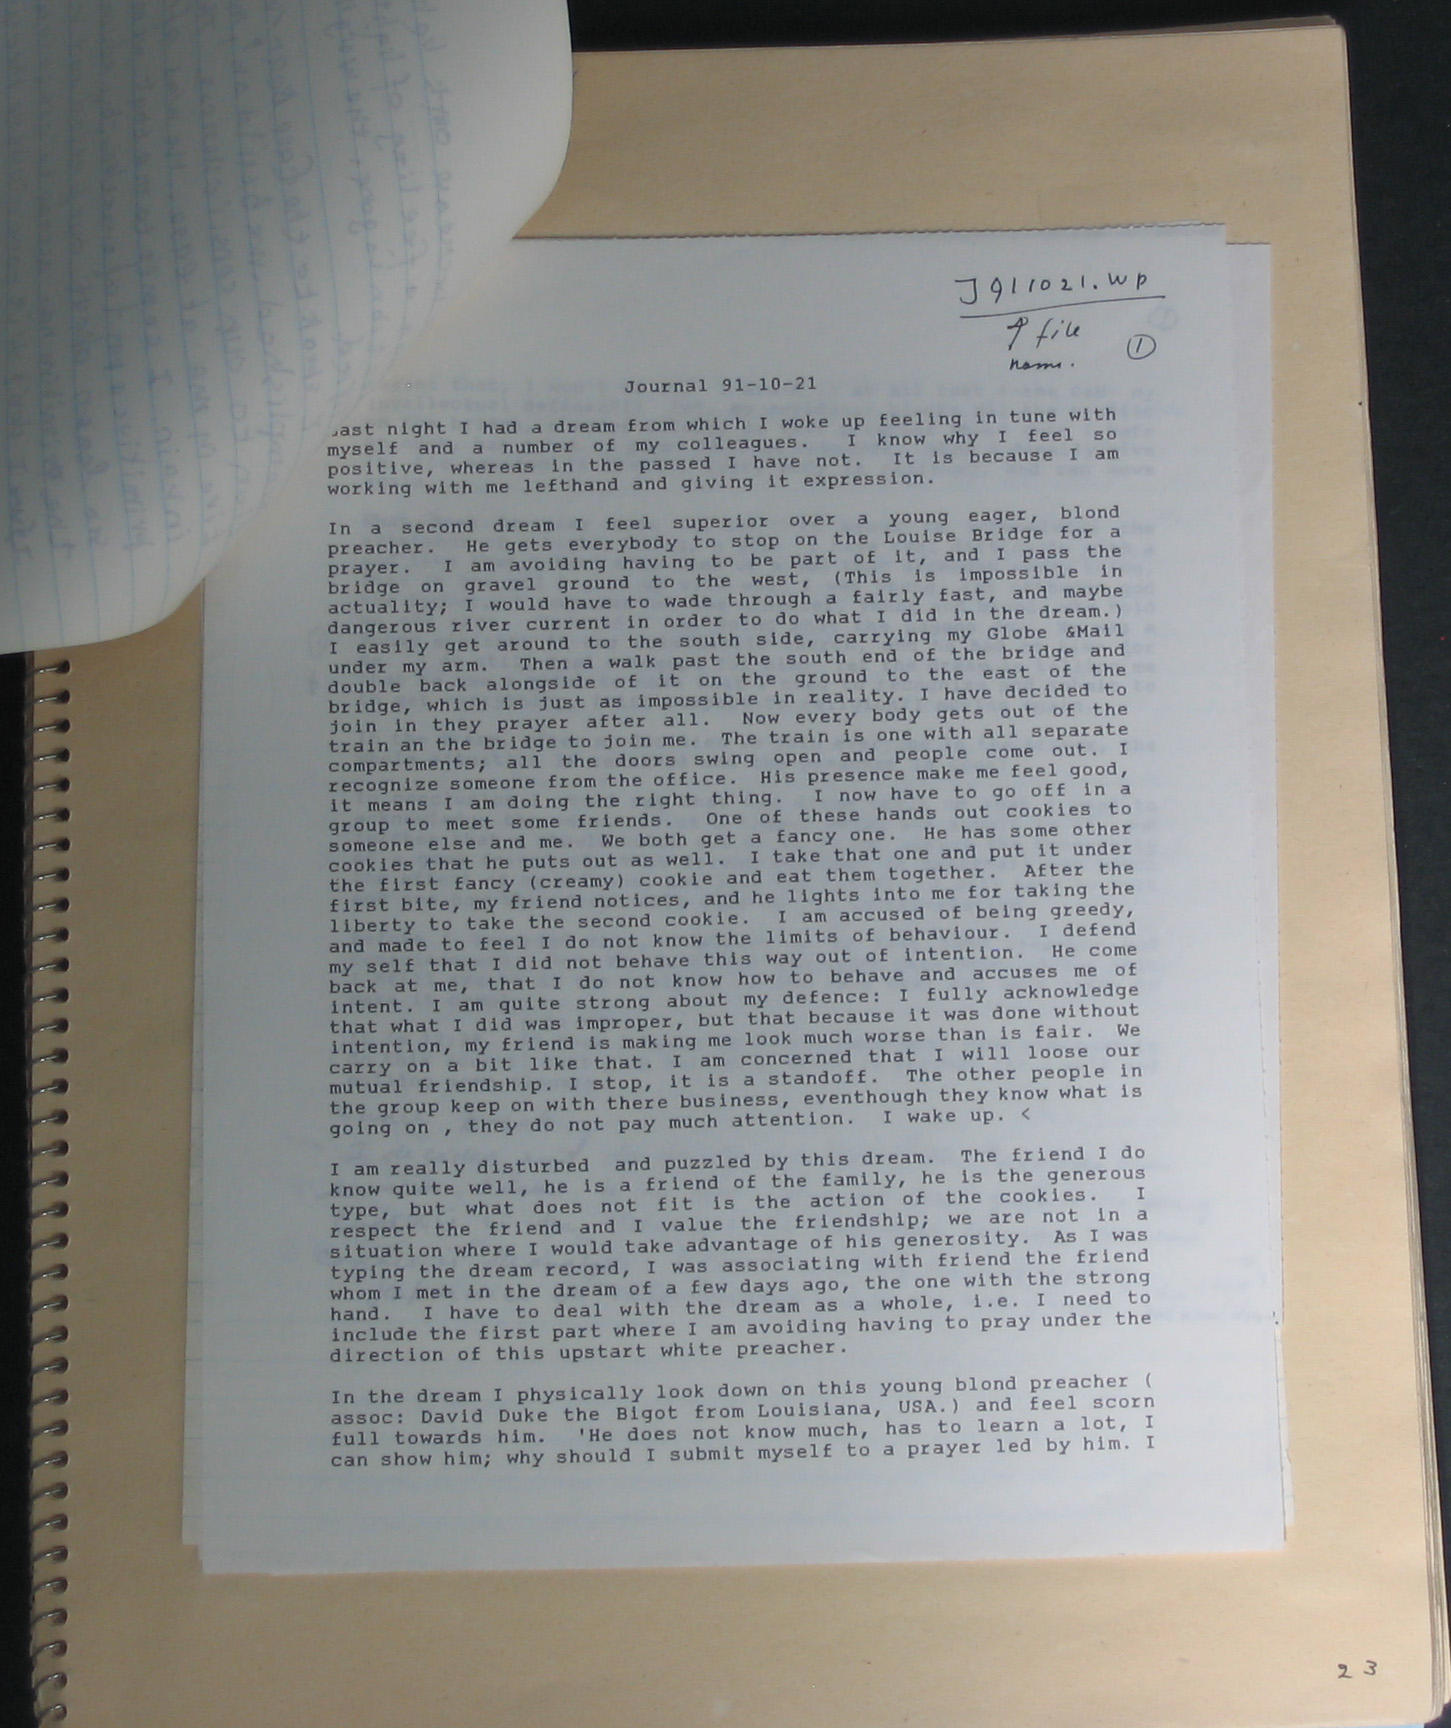 J911021.WP
↑ file
name. ①
Journal 91-10-21
Last night I had a dream from which I woke up feeling in tune with
myself and a number of my colleagues. I know why I feel so
positive, whereas in the passed I have not. It is because I am
working with me lefthand and giving it expression.
In a second dream I feel superior over a young eager, blond
preacher. He gets everybody to stop on the Louise Bridge for a
prayer. I am avoiding having to be part of it, and I pass the
bridge on gravel ground to the west, (This is impossible in
actuality; I would have to wade through a fairly fast, and maybe
dangerous river current in order to do what I did in the dream.)
I easily get around to the south side, carrying my Globe &Mail
under my arm. Then a walk past the south end of the bridge and
double back alongside of it on the ground to the east of the
bridge, which is just as impossible in reality. I have decided to
join in they prayer after all. Now every body gets out of the
train an the bridge to join me. The train is one with all separate
compartments; all the doors swing open and people come out. I
recognize someone from the office. His presence make me feel good,
it means I am doing the right thing. I now have to go off in a
group to meet some friends. One of these hands out cookies to
someone else and me. We both get a fancy one. He has some other
cookies that he puts out as well. I take that one and put it under
the first fancy (creamy) cookie and eat them together. After the
first bite, my friend notices, and he lights into me for taking the
liberty to take the second cookie. I am accused of being greedy,
and made to feel I do not know the limits of behaviour. I defend
my self that I did not behave this way out of intention. He come
back at me, that I do not know how to behave and accuses me of
intent. I am quite strong about my defence: I fully acknowledge
that what I did was improper, but that because it was done without
intention, my friend is making me look much worse than is fair. We
carry on a bit like that. I am concerned that I will loose our
mutual friendship. I stop, it is a standoff. The other people in
the group keep on with there business, eventhough they know what is
going on , they do not pay much attention. I wake up. <
I am really disturbed and puzzled by this dream. The friend I do
know quite well, he is a friend of the family, he is the generous
type, but what does not fit is the action of the cookies. I
respect the friend and I value the friendship; we are not in a
situation where I would take advantage of his generosity. As I was
typing the dream record, I was associating with friend the friend
whom I met in the dream of a few days ago, the one with the strong
hand. I have to deal with the dream as a whole, i.e. I need to
include the first part where I am avoiding having to pray under the
direction of this upstart white preacher.
In the dream I physically look down on this young blond preacher (
assoc: David Duke the Bigot from Louisiana, USA.) and feel scorn
full towards him. 'He does not know much, has to learn a lot, I
can show him; why should I submit myself to a prayer led by him. I
23